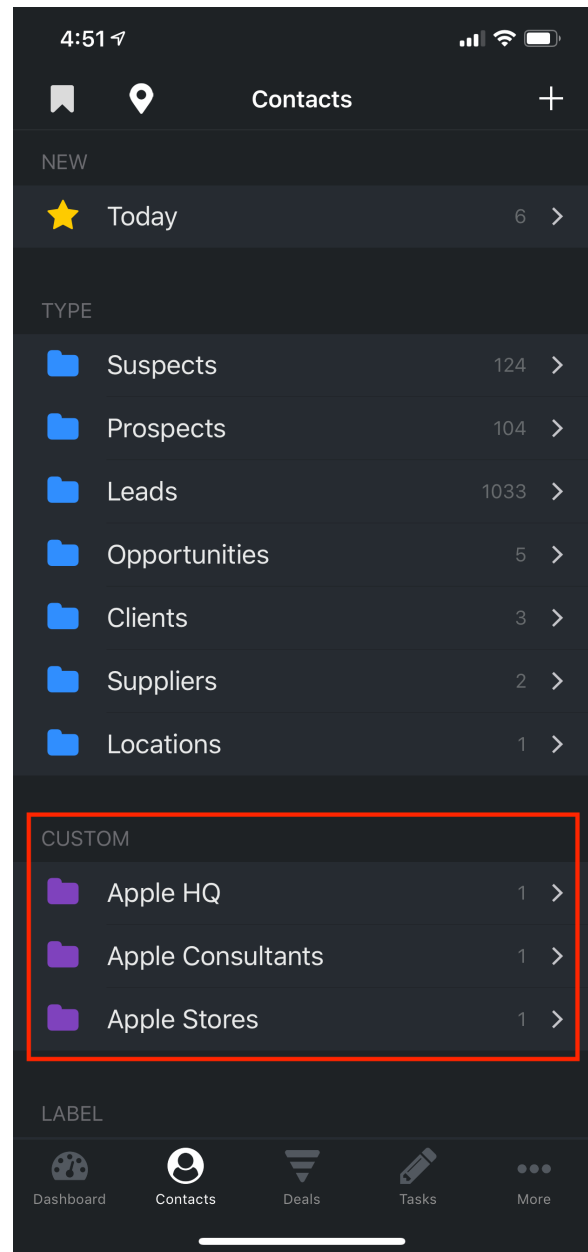 4:51
Contacts
NEW
Today 6
TYPE
Suspects 124
Prospects 104
Leads 1033
Opportunities 5
Clients 3
Suppliers 2
Locations 1
CUSTOM
Apple HQ 1
Apple Consultants 1
Apple Stores 1
LABEL
Dashboard Contacts Deals Tasks More